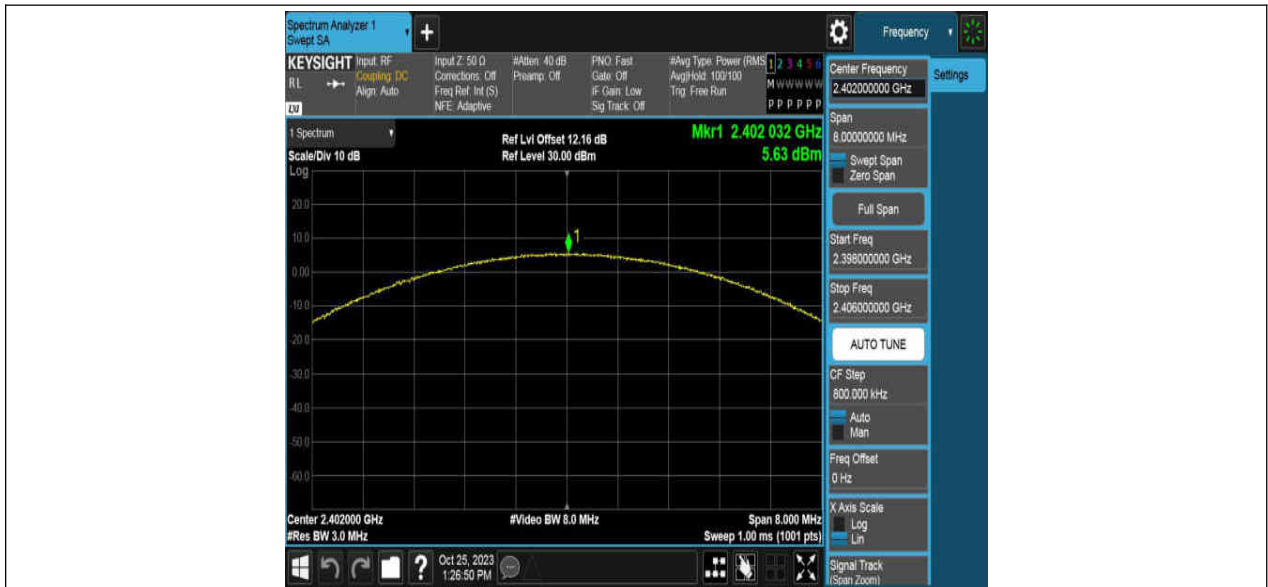 Spectrum Analyzer 1
Swept SA
+
Frequency
KEYSIGHT
RL
LXI
Input: RF
Coupling: DC
Align: Auto
Input Z: 50 Ω
Corrections: Off
Freq Ref: Int (S)
NFE: Adaptive
#Atten: 40 dB
Preamp: Off
PNO: Fast
Gate: Off
IF Gain: Low
Sig Track: Off
#Avg Type: Power (RMS
Avg|Hold: 100/100
Trig: Free Run
1 2 3 4 5 6
M W W W W W
P P P P P P
1 Spectrum
Scale/Div 10 dB
Log
Ref Lvl Offset 12.16 dB
Ref Level 30.00 dBm
Mkr1 2.402 032 GHz
5.63 dBm
20.0
10.0
1
0.00
-10.0
-20.0
-30.0
-40.0
-50.0
-60.0
Center 2.402000 GHz
#Res BW 3.0 MHz
#Video BW 8.0 MHz
Span 8.000 MHz
Sweep 1.00 ms (1001 pts)
?
Oct 25, 2023
1:26:50 PM
Center Frequency
2.402000000 GHz
Settings
Span
8.00000000 MHz
Swept Span
Zero Span
Full Span
Start Freq
2.398000000 GHz
Stop Freq
2.406000000 GHz
AUTO TUNE
CF Step
800.000 kHz
Auto
Man
Freq Offset
0 Hz
X Axis Scale
Log
Lin
Signal Track
(Span Zoom)